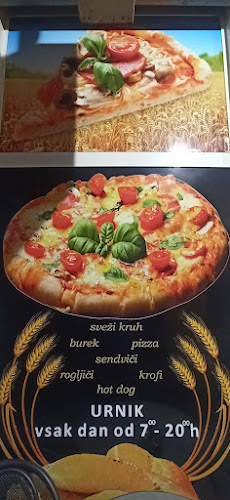 sveži kruh
burek pizza
sendviči
rogljiči krofi
hot dog
URNIK
vsak dan od 7⁰⁰- 20⁰⁰h